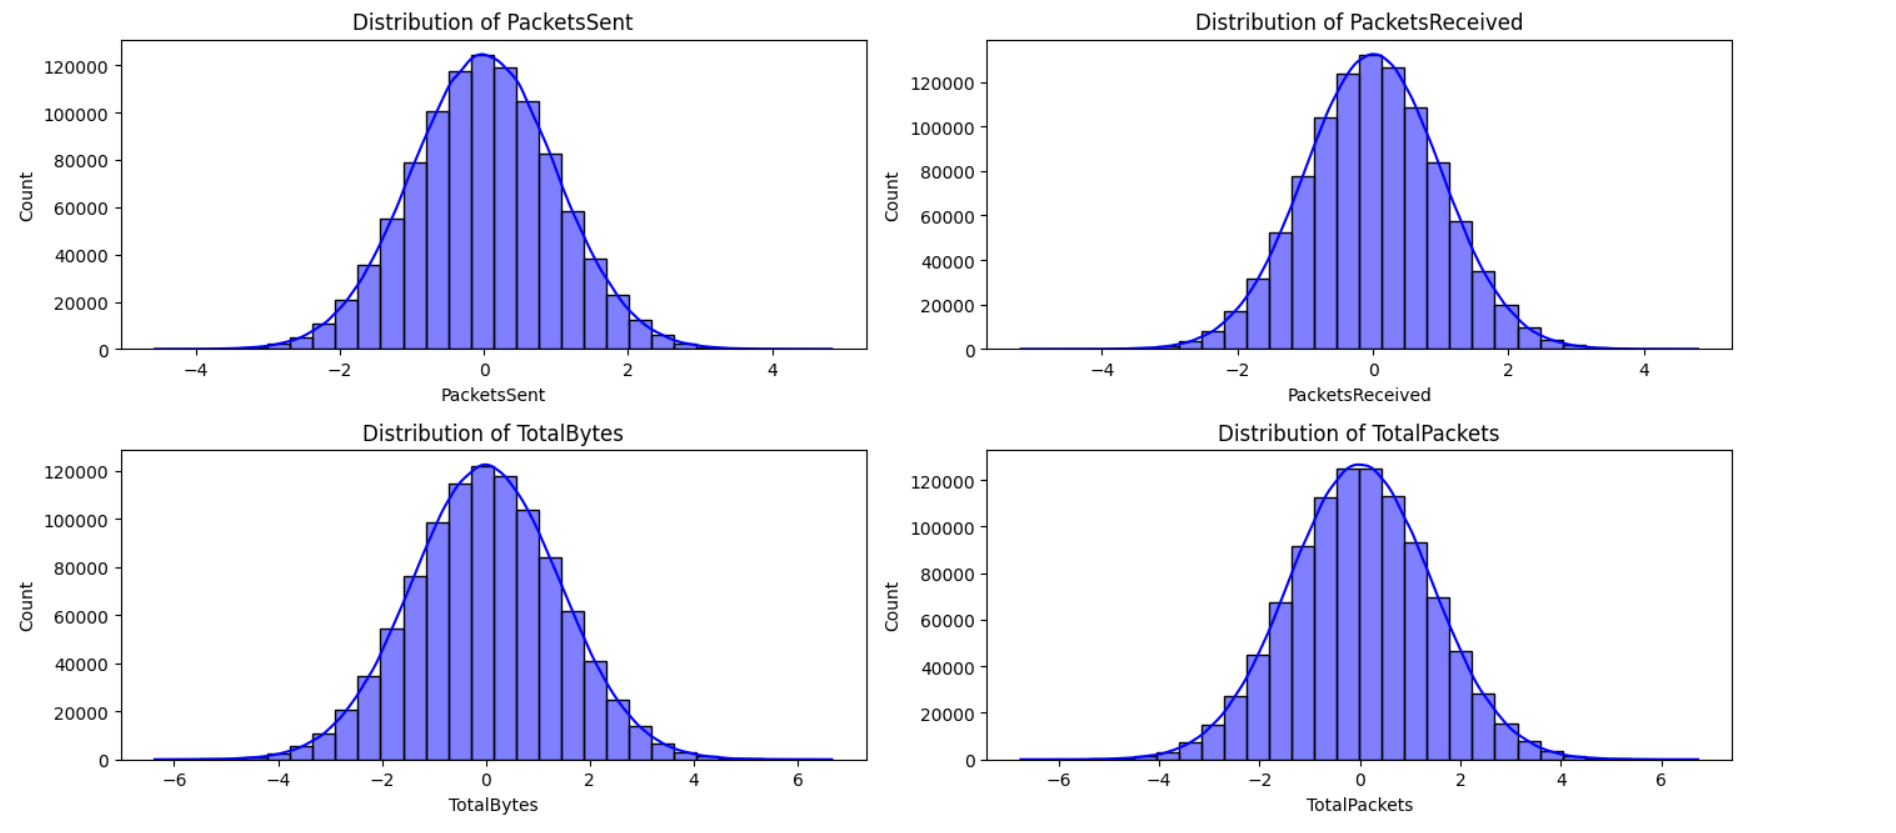 Distribution of PacketsSent
Count
120000
100000
80000
60000
40000
20000
0
−4 −2 0 2 4
PacketsSent
Distribution of PacketsReceived
Count
120000
100000
80000
60000
40000
20000
0
−4 −2 0 2 4
PacketsReceived
Distribution of TotalBytes
Count
120000
100000
80000
60000
40000
20000
0
−6 −4 −2 0 2 4 6
TotalBytes
Distribution of TotalPackets
Count
120000
100000
80000
60000
40000
20000
0
−6 −4 −2 0 2 4 6
TotalPackets